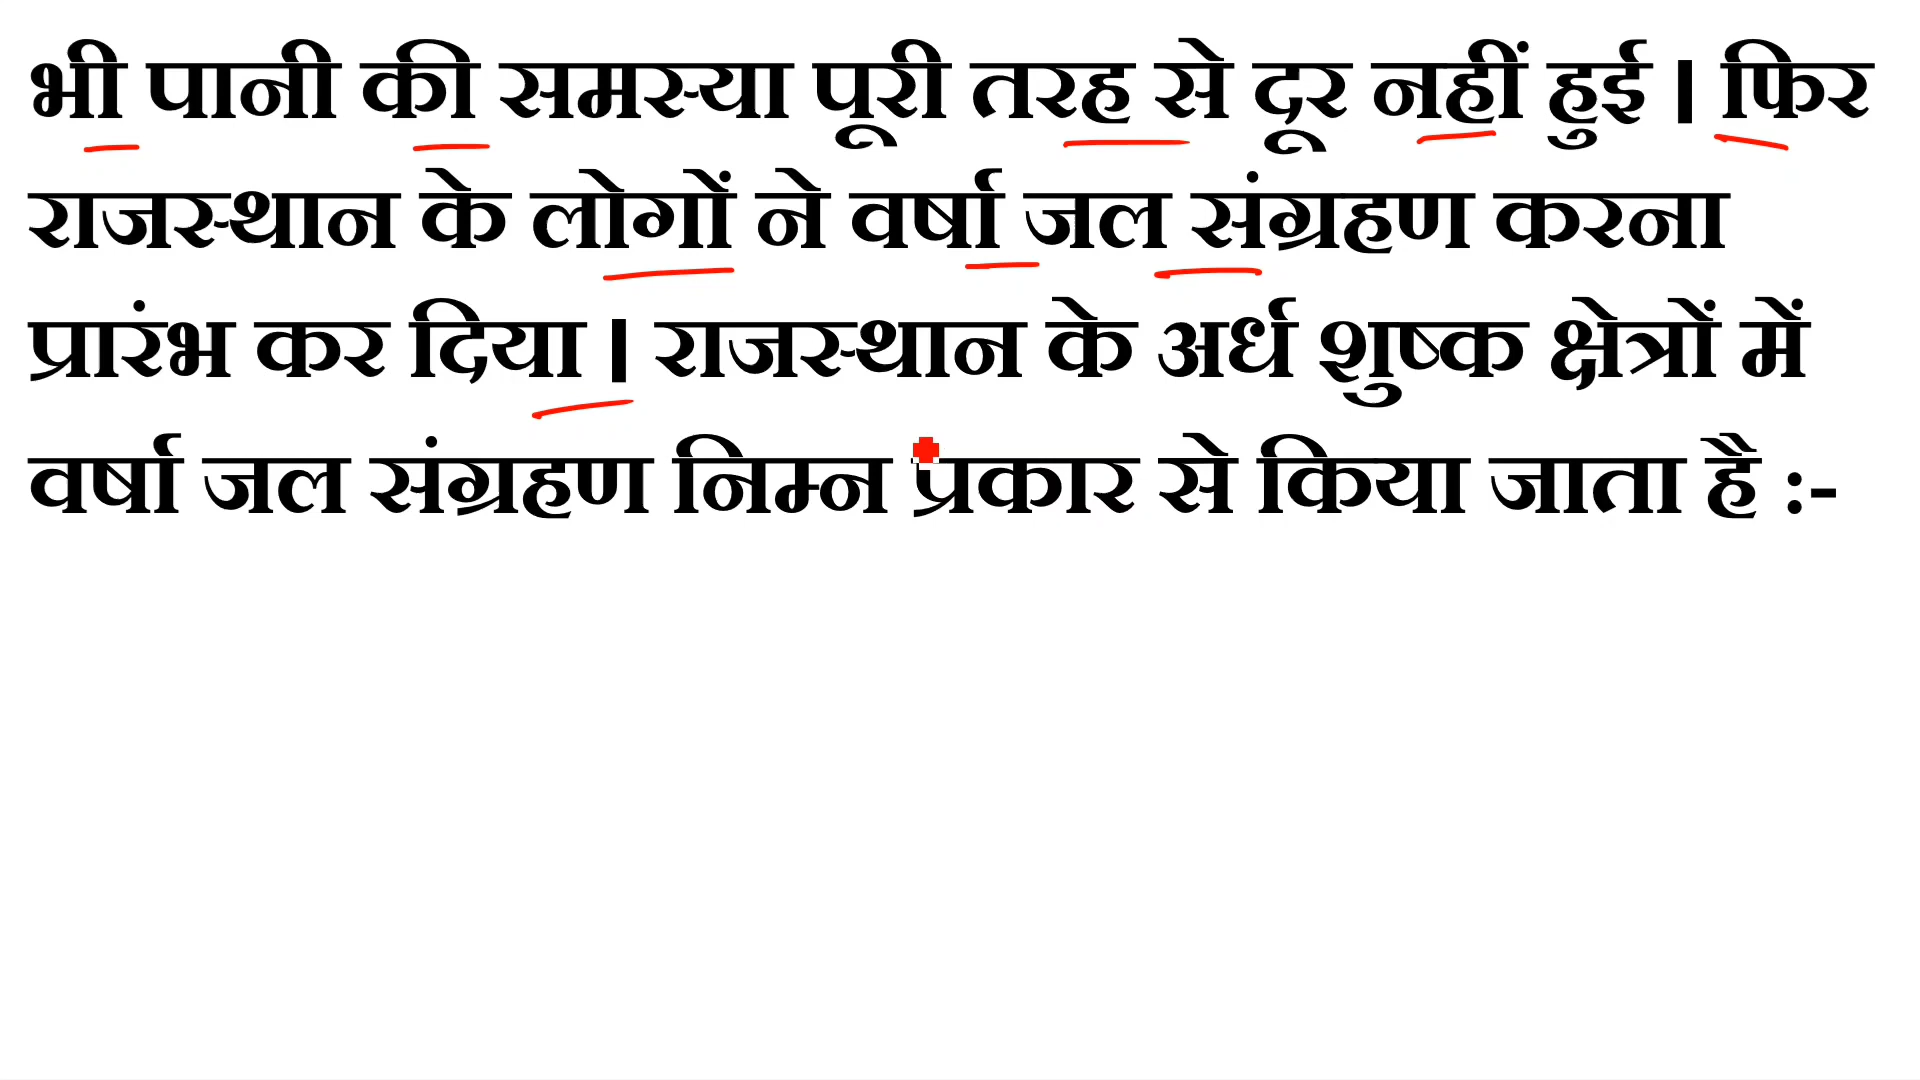 भी पानी की समस्या पूरी तरह से दूर नहीं हुई । फिर
राजस्थान के लोगों ने वर्षा जल संग्रहण करना
प्रारंभ कर दिया । राजस्थान के अर्ध शुष्क क्षेत्रों में
वर्षा जल संग्रहण निम्न प्रकार से किया जाता है :-